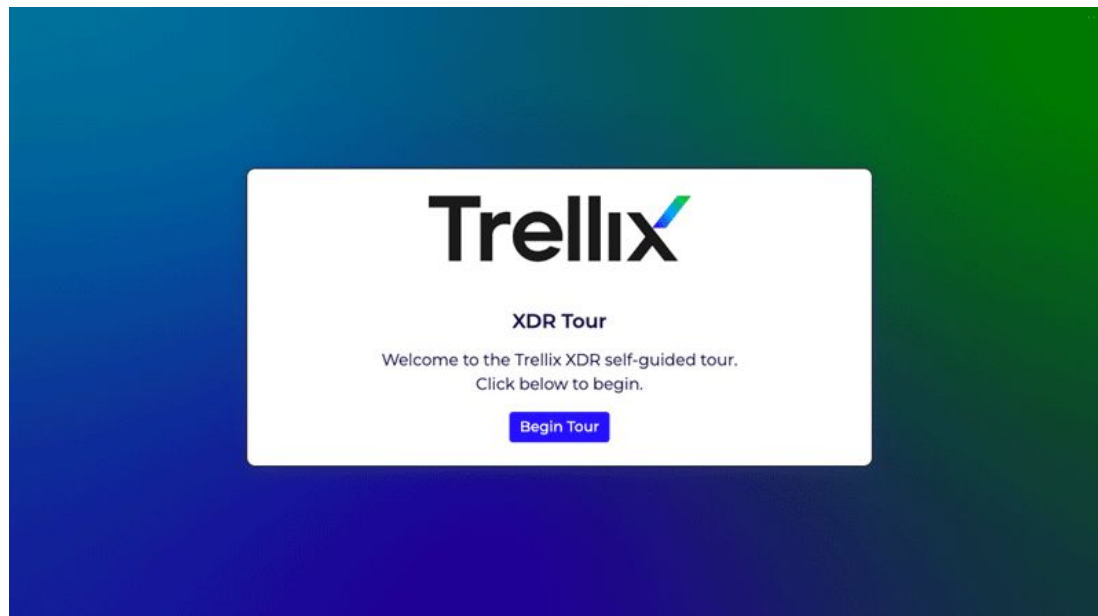 Trellix
XDR Tour
Welcome to the Trellix XDR self-guided tour.
Click below to begin.
Begin Tour